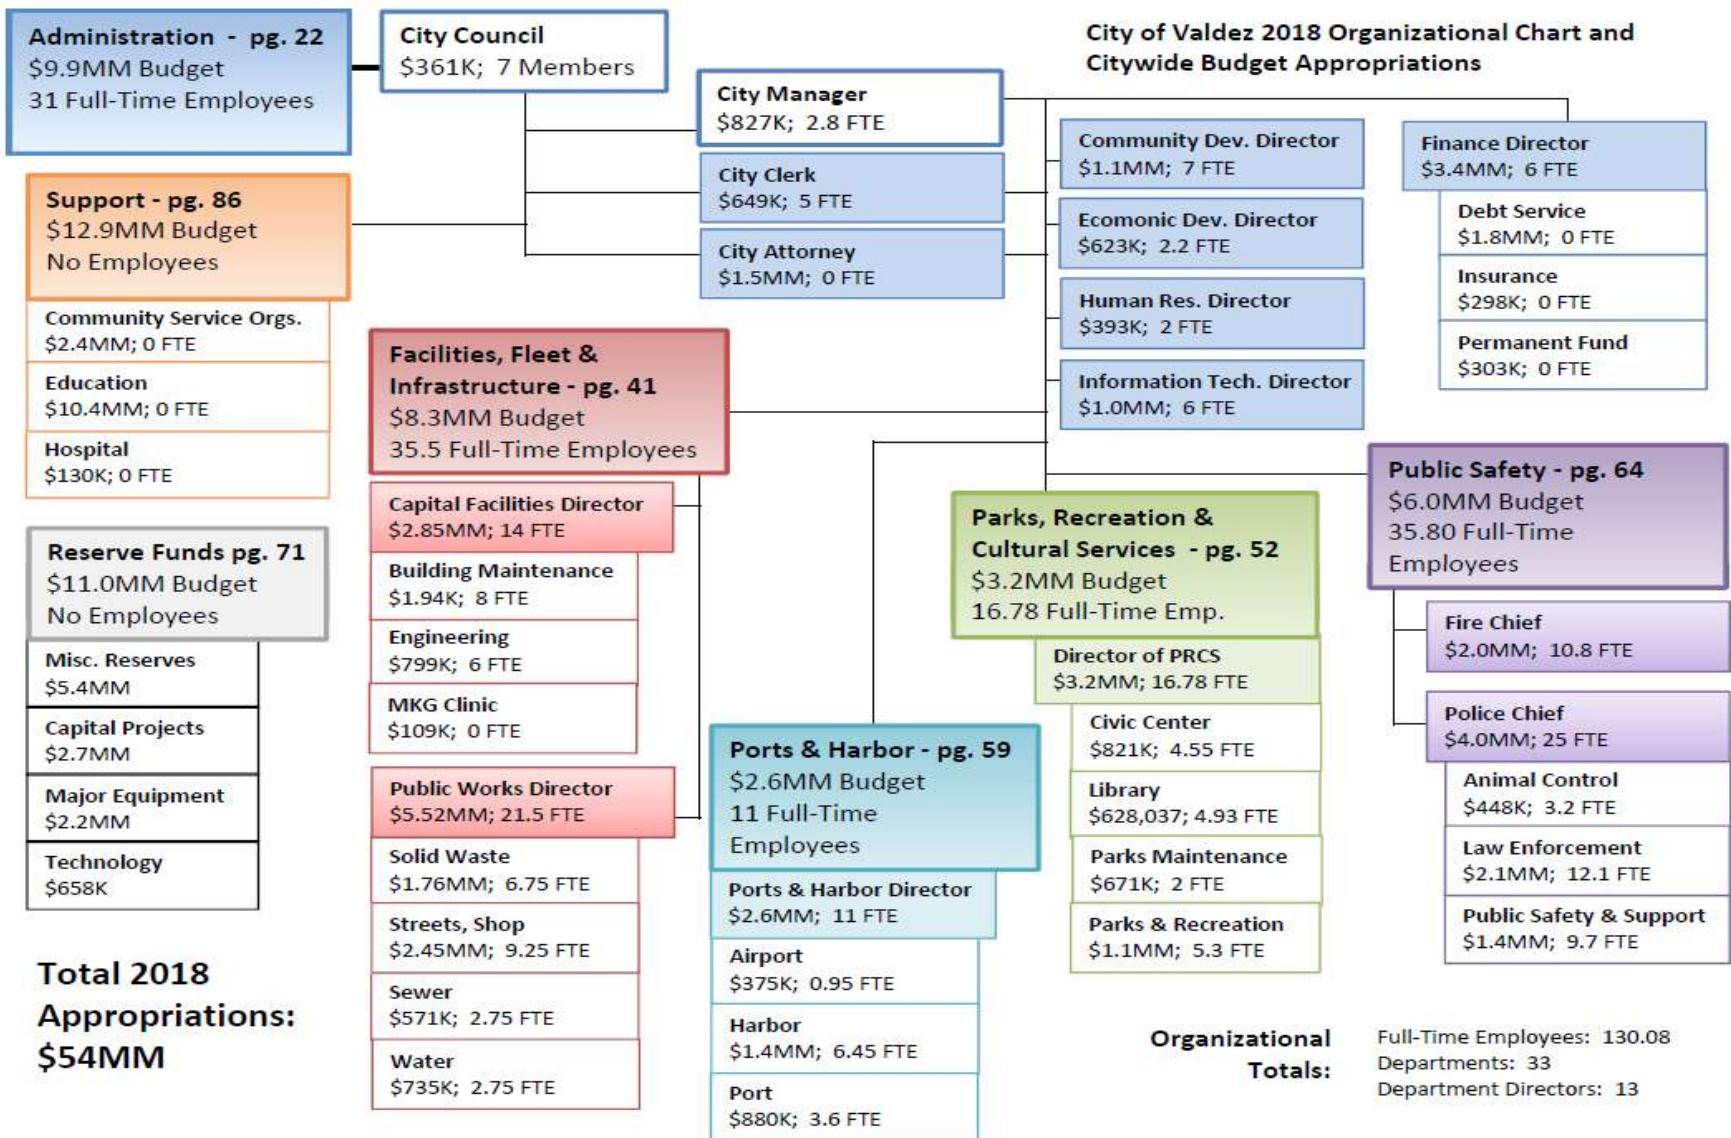 City of Valdez 2018 Organizational Chart and
Citywide Budget Appropriations
Administration - pg. 22
$9.9MM Budget
31 Full-Time Employees
City Council
$361K; 7 Members
City Manager
$827K; 2.8 FTE
City Clerk
$649K; 5 FTE
City Attorney
$1.5MM; 0 FTE
Community Dev. Director
$1.1MM; 7 FTE
Ecomonic Dev. Director
$623K; 2.2 FTE
Human Res. Director
$393K; 2 FTE
Information Tech. Director
$1.0MM; 6 FTE
Finance Director
$3.4MM; 6 FTE
Debt Service
$1.8MM; 0 FTE
Insurance
$298K; 0 FTE
Permanent Fund
$303K; 0 FTE
Support - pg. 86
$12.9MM Budget
No Employees
Community Service Orgs.
$2.4MM; 0 FTE
Education
$10.4MM; 0 FTE
Hospital
$130K; 0 FTE
Reserve Funds pg. 71
$11.0MM Budget
No Employees
Misc. Reserves
$5.4MM
Capital Projects
$2.7MM
Major Equipment
$2.2MM
Technology
$658K
Facilities, Fleet &
Infrastructure - pg. 41
$8.3MM Budget
35.5 Full-Time Employees
Capital Facilities Director
$2.85MM; 14 FTE
Building Maintenance
$1.94K; 8 FTE
Engineering
$799K; 6 FTE
MKG Clinic
$109K; 0 FTE
Public Works Director
$5.52MM; 21.5 FTE
Solid Waste
$1.76MM; 6.75 FTE
Streets, Shop
$2.45MM; 9.25 FTE
Sewer
$571K; 2.75 FTE
Water
$735K; 2.75 FTE
Ports & Harbor - pg. 59
$2.6MM Budget
11 Full-Time
Employees
Ports & Harbor Director
$2.6MM; 11 FTE
Airport
$375K; 0.95 FTE
Harbor
$1.4MM; 6.45 FTE
Port
$880K; 3.6 FTE
Parks, Recreation &
Cultural Services - pg. 52
$3.2MM Budget
16.78 Full-Time Emp.
Director of PRCS
$3.2MM; 16.78 FTE
Civic Center
$821K; 4.55 FTE
Library
$628,037; 4.93 FTE
Parks Maintenance
$671K; 2 FTE
Parks & Recreation
$1.1MM; 5.3 FTE
Public Safety - pg. 64
$6.0MM Budget
35.80 Full-Time
Employees
Fire Chief
$2.0MM; 10.8 FTE
Police Chief
$4.0MM; 25 FTE
Animal Control
$448K; 3.2 FTE
Law Enforcement
$2.1MM; 12.1 FTE
Public Safety & Support
$1.4MM; 9.7 FTE
Total 2018
Appropriations:
$54MM
Organizational
Totals:
Full-Time Employees: 130.08
Departments: 33
Department Directors: 13